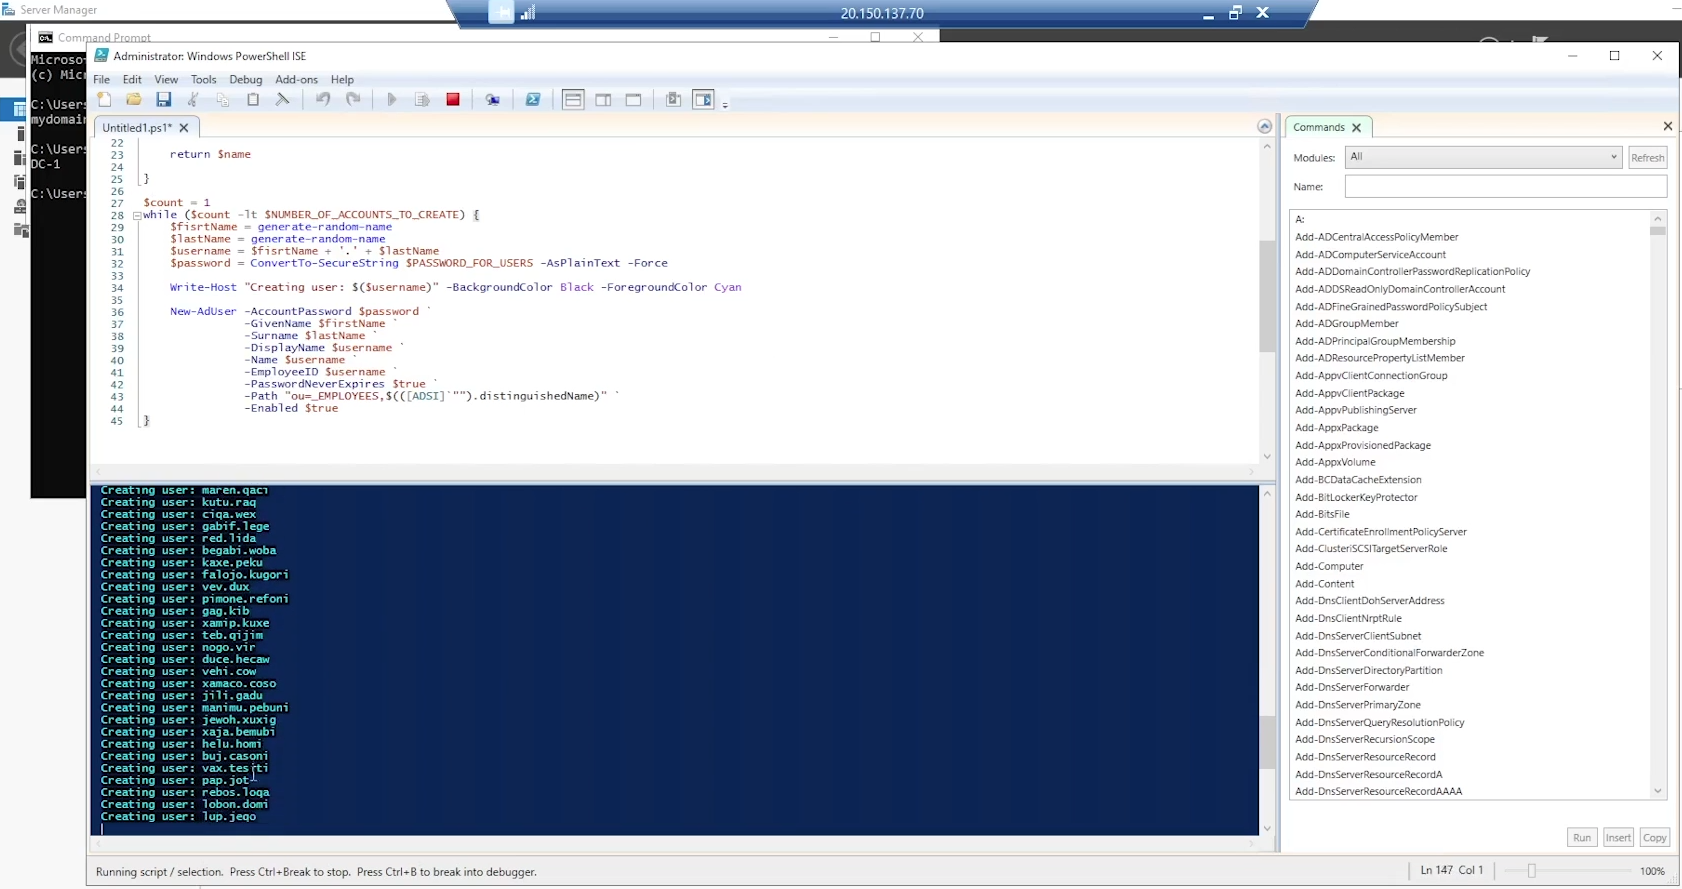 Server Manager
20.150.137.70
Command Prompt
Microso
(c) Mic
C:\Users
mydomain
C:\Users
DC-1
C:\Users
Administrator: Windows PowerShell ISE
File Edit View Tools Debug Add-ons Help
Untitled1.ps1*
22
23 return $name
24
25 }
26
27 $count = 1
28 while ($count -lt $NUMBER_OF_ACCOUNTS_TO_CREATE) {
29 $fisrtName = generate-random-name
30 $lastName = generate-random-name
31 $username = $fisrtName + '.' + $lastName
32 $password = ConvertTo-SecureString $PASSWORD_FOR_USERS -AsPlainText -Force
33
34 Write-Host "Creating user: $($username)" -BackgroundColor Black -ForegroundColor Cyan
35
36 New-AdUser -AccountPassword $password `
37 -GivenName $firstName `
38 -Surname $lastName `
39 -DisplayName $username `
40 -Name $username `
41 -EmployeeID $username `
42 -PasswordNeverExpires $true `
43 -Path "ou=_EMPLOYEES,$(([ADSI]`"").distinguishedName)" `
44 -Enabled $true
45 }
Creating user: maren.qaci
Creating user: kutu.raq
Creating user: ciqa.wex
Creating user: gabif.lege
Creating user: red.lida
Creating user: begabi.woba
Creating user: kaxe.peku
Creating user: falojo.kugori
Creating user: vev.dux
Creating user: pimone.refoni
Creating user: gag.kib
Creating user: xamip.kuxe
Creating user: teb.qijim
Creating user: nogo.vir
Creating user: duce.hecaw
Creating user: vehi.cow
Creating user: xamaco.coso
Creating user: jili.gadu
Creating user: manimu.pebuni
Creating user: jewoh.xuxig
Creating user: xaja.bemubi
Creating user: helu.homi
Creating user: buj.casoni
Creating user:
Creating user: pap.jot
Creating user: rebos.loqa
Creating user: lobon.domi
Creating user: lup.jeqo
Running script / selection. Press Ctrl+Break to stop. Press Ctrl+B to break into debugger.
Ln 147 Col 1
100%
Commands
Modules: All Refresh
Name:
A:
Add-ADCentralAccessPolicyMember
Add-ADComputerServiceAccount
Add-ADDomainControllerPasswordReplicationPolicy
Add-ADDSReadOnlyDomainControllerAccount
Add-ADFineGrainedPasswordPolicySubject
Add-ADGroupMember
Add-ADPrincipalGroupMembership
Add-ADResourcePropertyListMember
Add-AppvClientConnectionGroup
Add-AppvClientPackage
Add-AppvPublishingServer
Add-AppxPackage
Add-AppxProvisionedPackage
Add-AppxVolume
Add-BCDataCacheExtension
Add-BitLockerKeyProtector
Add-BitsFile
Add-CertificateEnrollmentPolicyServer
Add-ClusteriSCSITargetServerRole
Add-Computer
Add-Content
Add-DnsClientDohServerAddress
Add-DnsClientNrptRule
Add-DnsServerClientSubnet
Add-DnsServerConditionalForwarderZone
Add-DnsServerDirectoryPartition
Add-DnsServerForwarder
Add-DnsServerPrimaryZone
Add-DnsServerQueryResolutionPolicy
Add-DnsServerRecursionScope
Add-DnsServerResourceRecord
Add-DnsServerResourceRecordA
Add-DnsServerResourceRecordAAAA
Run Insert Copy